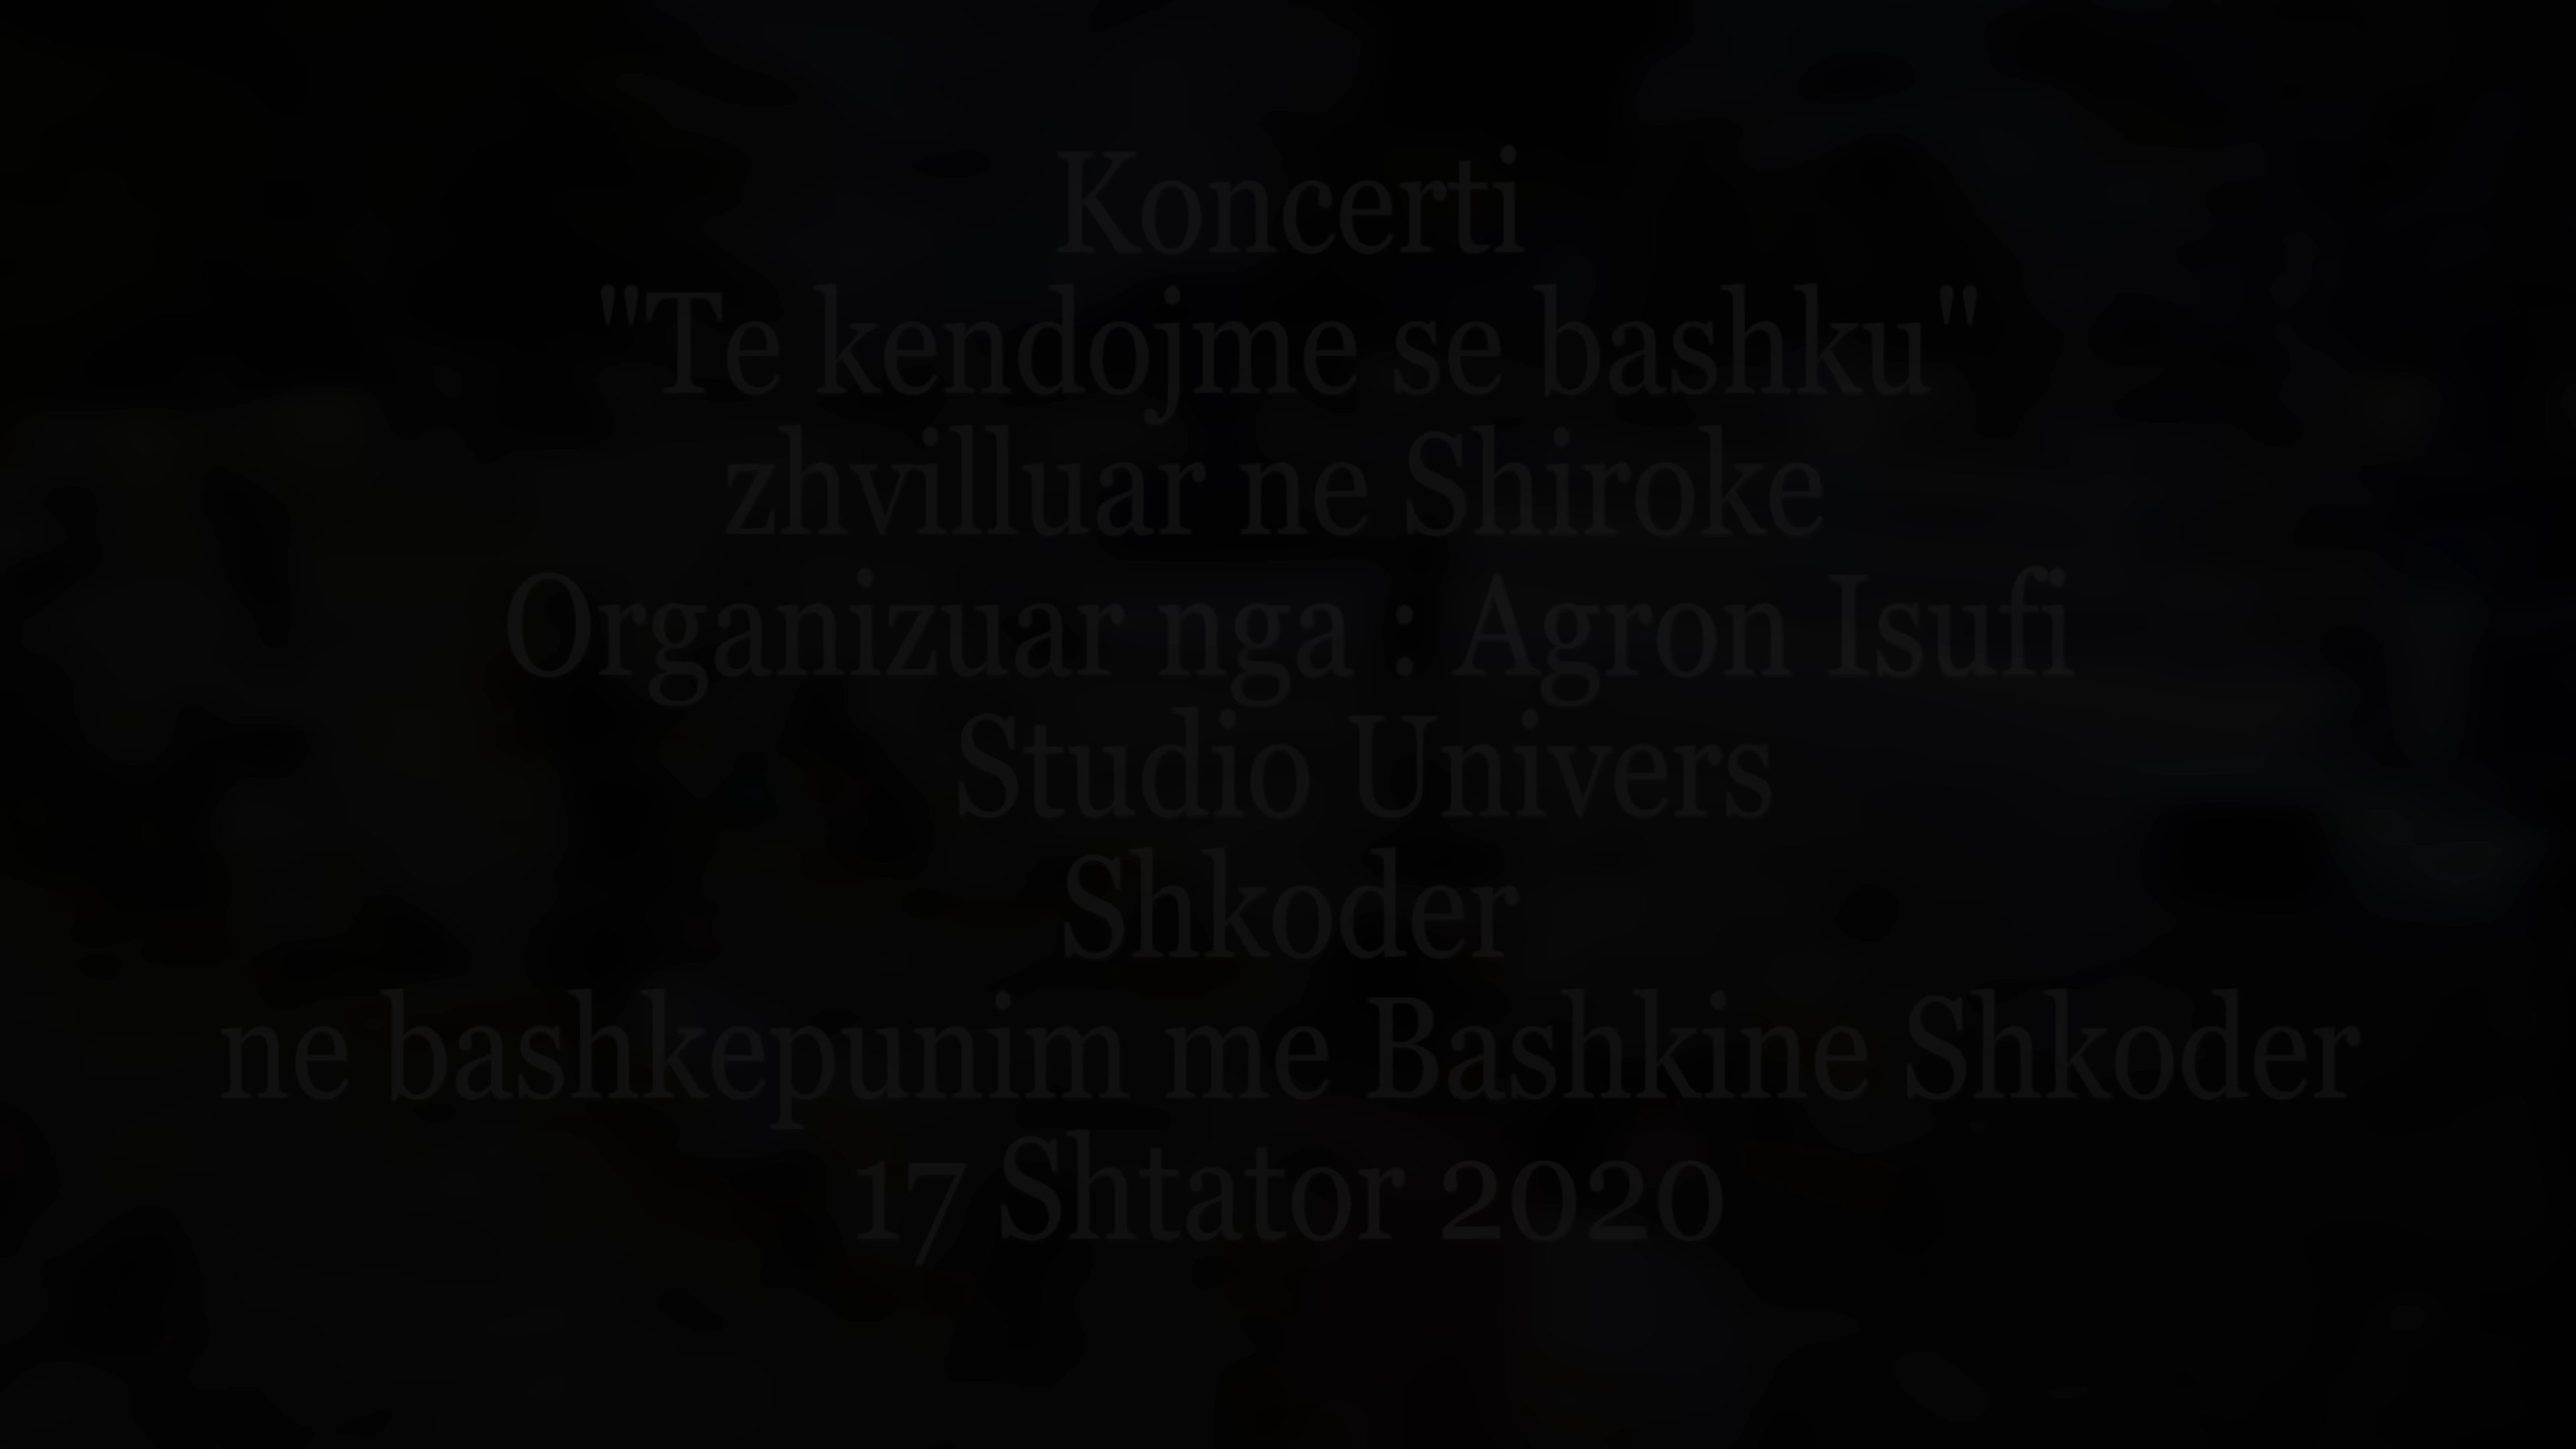 Koncerti
"Te kendojme se bashku"
zhvilluar ne Shiroke
Organizuar nga : Agron Isufi
Studio Univers
Shkoder
ne bashkepunim me Bashkine Shkoder
17 Shtator 2020